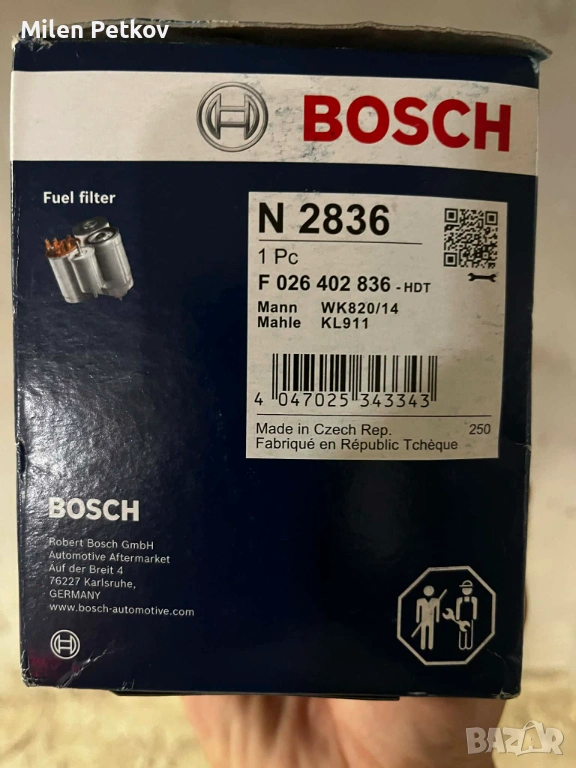 Milen Petkov
BOSCH
Fuel filter
N 2836
1 Pc
F 026 402 836 - HDT
Mann WK820/14
Mahle KL911
4 047025 343343
Made in Czech Rep. 250
Fabriqué en Républic Tchèque
BOSCH
Robert Bosch GmbH
Automotive Aftermarket
Auf der Breit 4
76227 Karlsruhe,
GERMANY
www.bosch-automotive.com
BAZAR